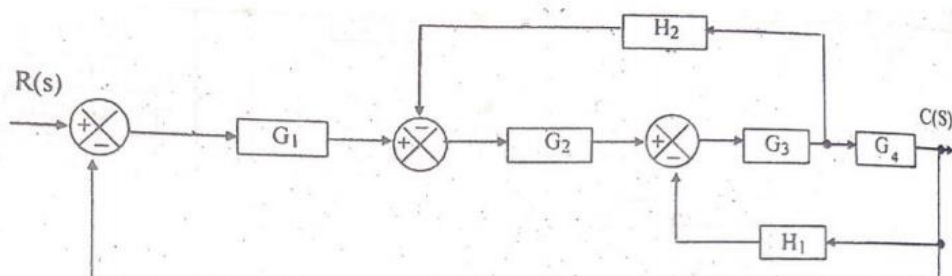 H₂
R(s)
C(S)
+
−
G₁
−
+
G₂
+
−
G₃
G₄
H₁